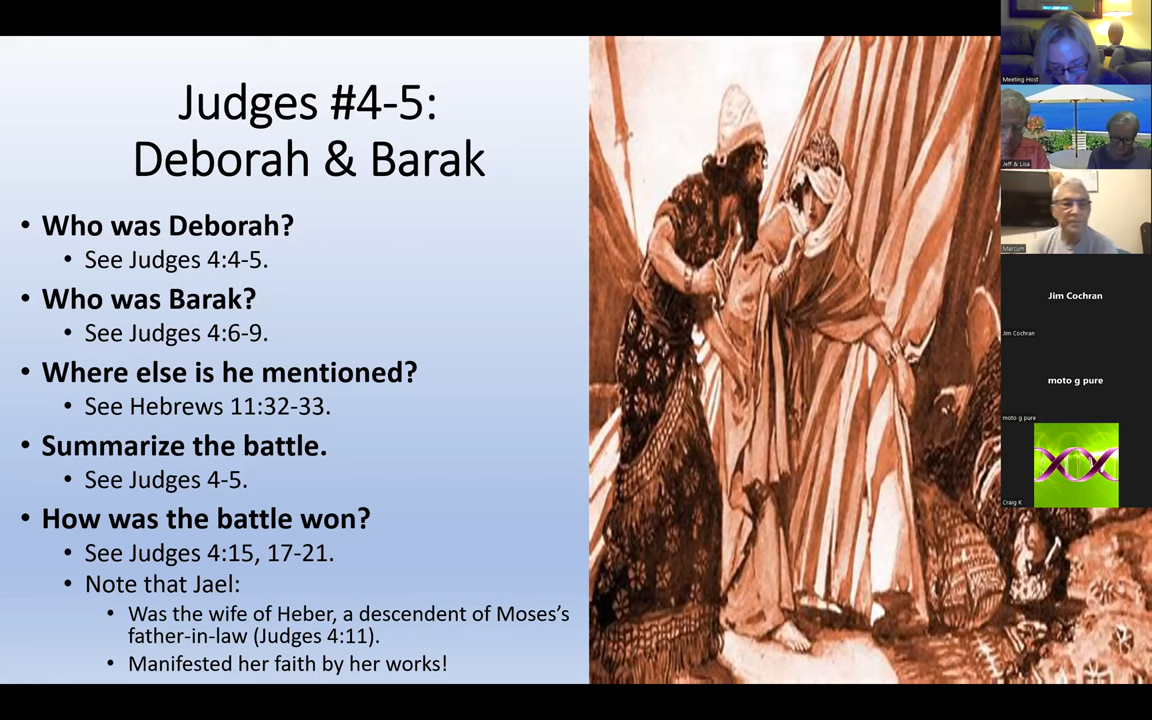 Judges #4-5:
Deborah & Barak
• Who was Deborah?
• See Judges 4:4-5.
• Who was Barak?
• See Judges 4:6-9.
• Where else is he mentioned?
• See Hebrews 11:32-33.
• Summarize the battle.
• See Judges 4-5.
• How was the battle won?
• See Judges 4:15, 17-21.
• Note that Jael:
• Was the wife of Heber, a descendent of Moses’s
father-in-law (Judges 4:11).
• Manifested her faith by her works!
Meeting Host
Jeff & Lisa
Marcum
Jim Cochran
Jim Cochran
moto g pure
moto g pure
Craig K